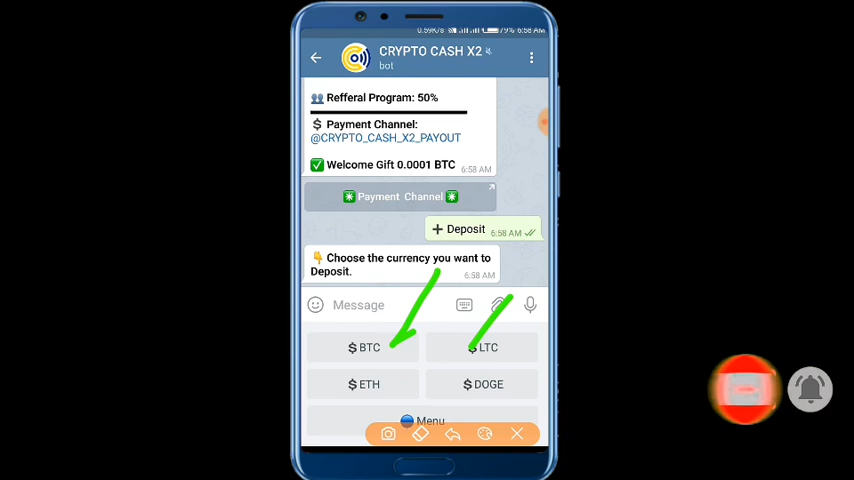 0.59K/s 79% 6:58 AM
CRYPTO CASH X2
bot
Refferal Program: 50%
$ Payment Channel:
@CRYPTO_CASH_X2_PAYOUT
Welcome Gift 0.0001 BTC
6:58 AM
Payment Channel
+ Deposit 6:58 AM
Choose the currency you want to
Deposit.
6:58 AM
Message
$ BTC
$ LTC
$ ETH
$ DOGE
Menu